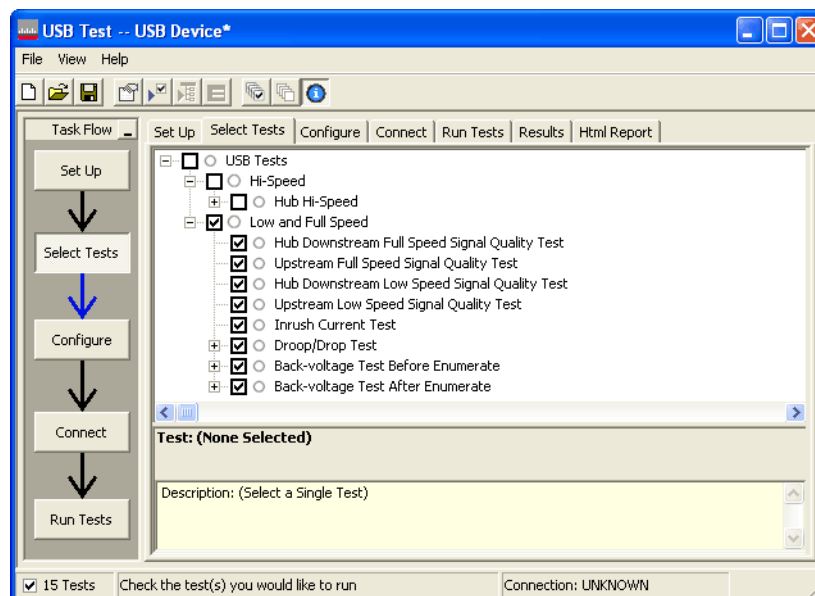 USB Test -- USB Device*
File View Help
Task Flow
Set Up Select Tests Configure Connect Run Tests Results Html Report
Set Up
Select Tests
Configure
Connect
Run Tests
USB Tests
Hi-Speed
Hub Hi-Speed
Low and Full Speed
Hub Downstream Full Speed Signal Quality Test
Upstream Full Speed Signal Quality Test
Hub Downstream Low Speed Signal Quality Test
Upstream Low Speed Signal Quality Test
Inrush Current Test
Droop/Drop Test
Back-voltage Test Before Enumerate
Back-voltage Test After Enumerate
Test: (None Selected)
Description: (Select a Single Test)
15 Tests Check the test(s) you would like to run Connection: UNKNOWN